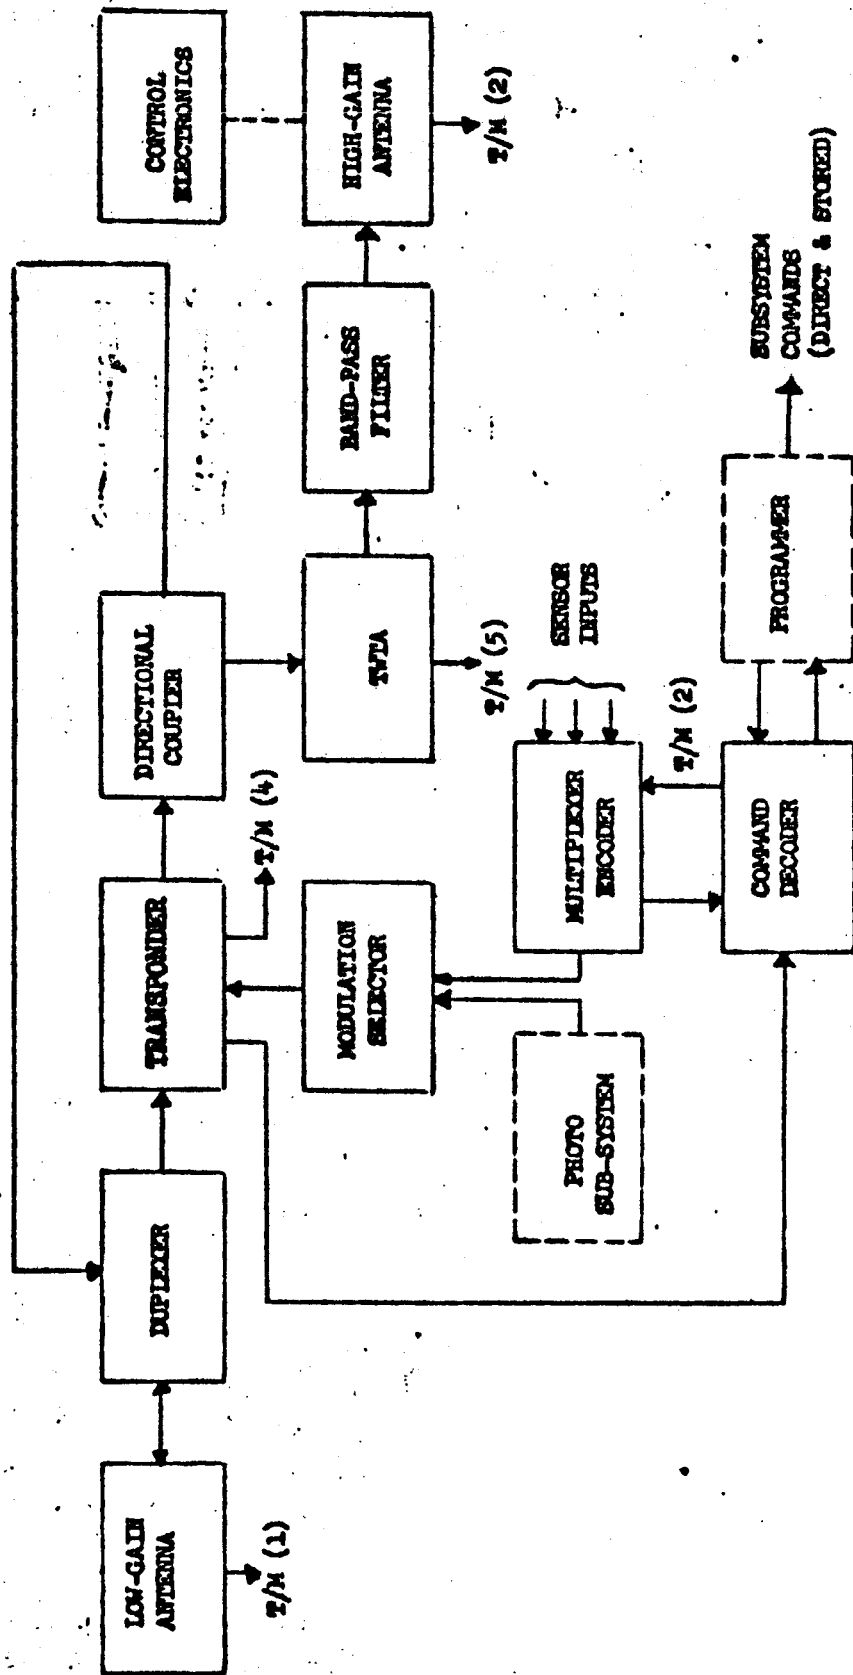 LOW-GAIN
ANTENNA
T/M (1)
DUPLEXER
TRANSPONDER
T/M (4)
DIRECTIONAL
COUPLER
CONTROL
ELECTRONICS
MODULATION
SELECTOR
TWTA
T/M (5)
BAND-PASS
FILTER
HIGH-GAIN
ANTENNA
T/M (2)
PHOTO
SUB-SYSTEM
MULTIPLEXER
ENCODER
SENSOR
INPUTS
T/M (2)
COMMAND
DECODER
PROGRAMMER
SUBSYSTEM
COMMANDS
(DIRECT & STORED)